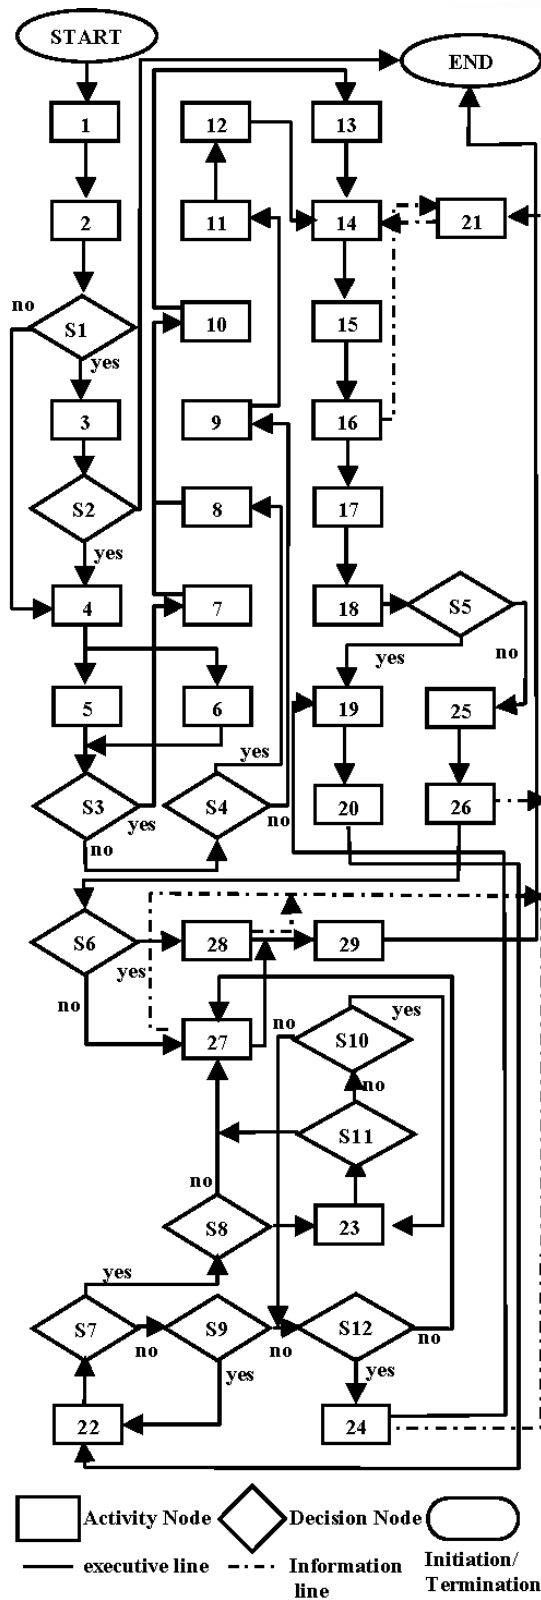 START
END
1
12
13
2
11
14
21
no
S1
10
15
yes
3
9
16
S2
8
17
yes
4
7
18
S5
yes
no
5
6
19
25
yes
S3
yes
S4
no
20
26
no
S6
yes
28
29
no
27
no
S10
yes
no
S11
no
S8
23
yes
S7
no
S9
no
S12
no
yes
yes
22
24
Activity Node
Decision Node
executive line
Information
line
Initiation/
Termination